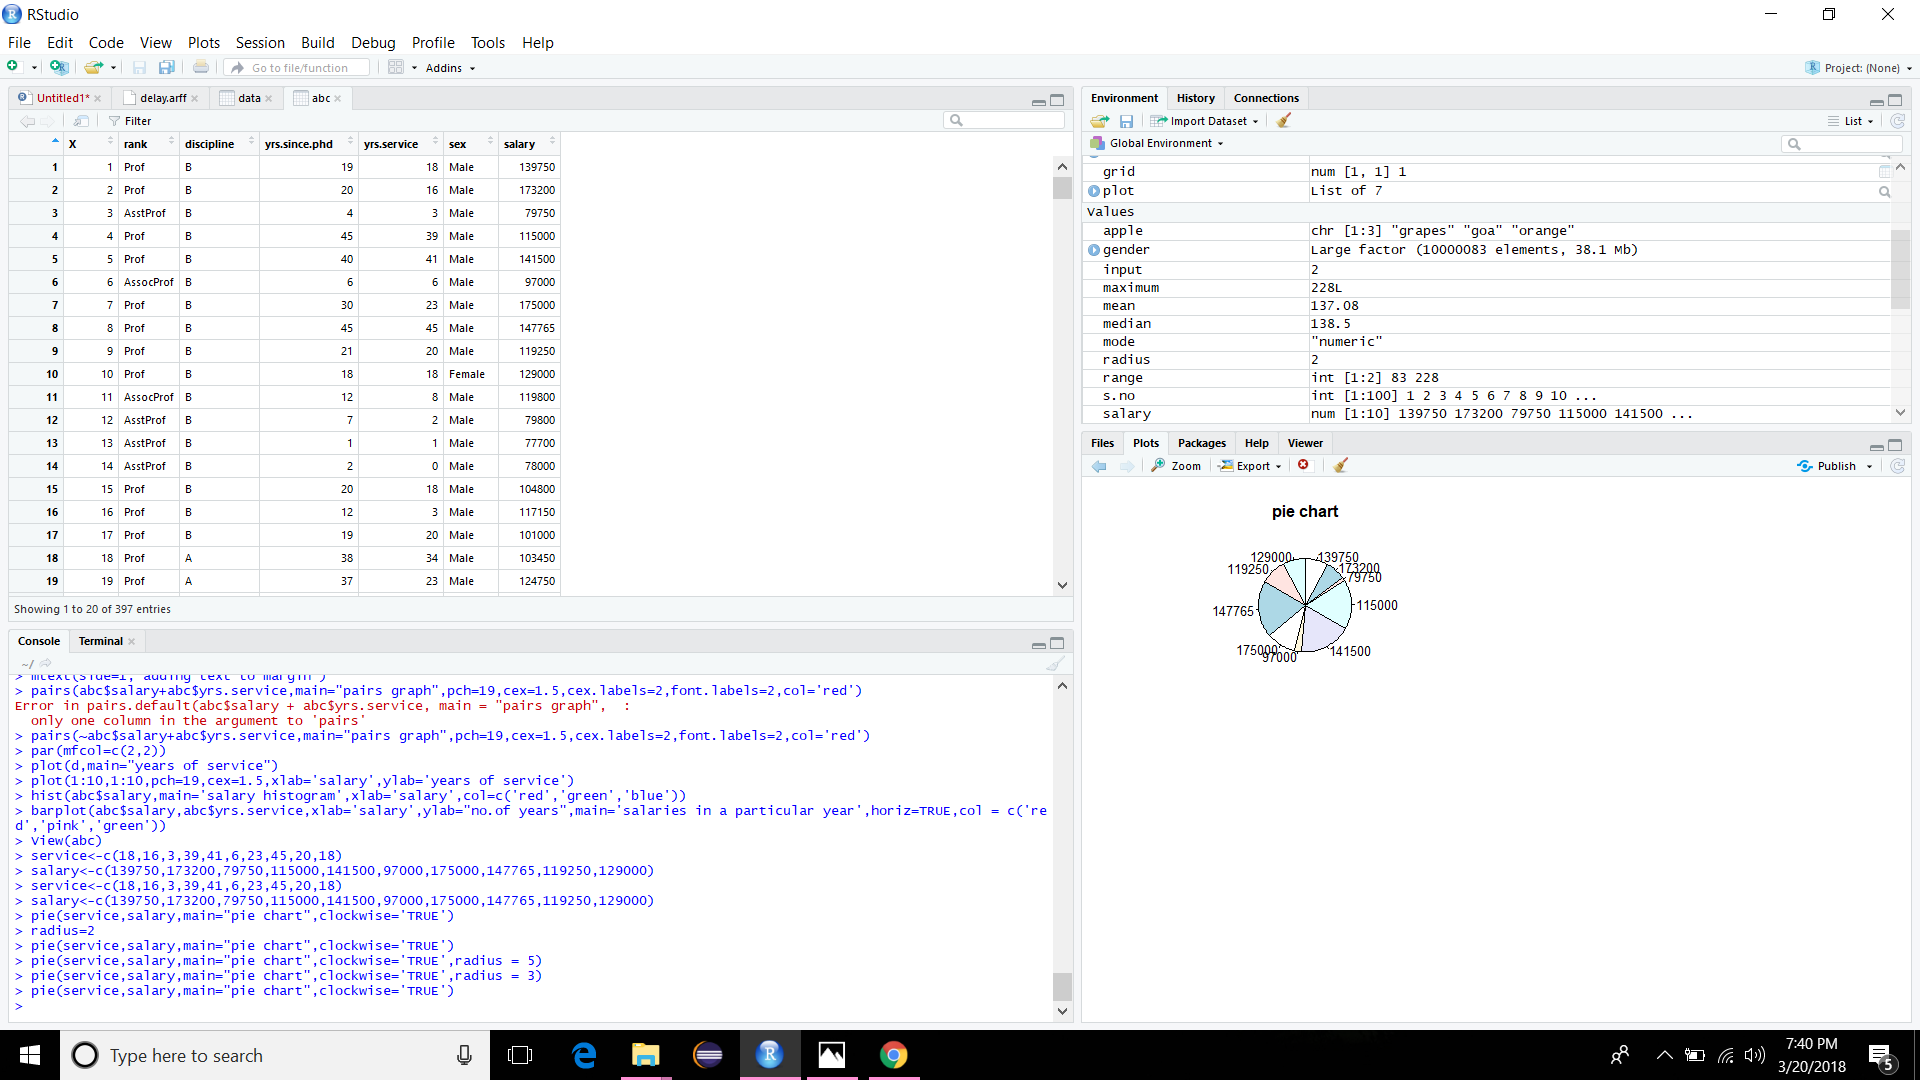 RStudio
File Edit Code View Plots Session Build Debug Profile Tools Help
Go to file/function Addins Project: (None)
Untitled1* delay.arff data abc
Filter
X rank discipline yrs.since.phd yrs.service sex salary
1 1 Prof B 19 18 Male 139750
2 2 Prof B 20 16 Male 173200
3 3 AsstProf B 4 3 Male 79750
4 4 Prof B 45 39 Male 115000
5 5 Prof B 40 41 Male 141500
6 6 AssocProf B 6 6 Male 97000
7 7 Prof B 30 23 Male 175000
8 8 Prof B 45 45 Male 147765
9 9 Prof B 21 20 Male 119250
10 10 Prof B 18 18 Female 129000
11 11 AssocProf B 12 8 Male 119800
12 12 AsstProf B 7 2 Male 79800
13 13 AsstProf B 1 1 Male 77700
14 14 AsstProf B 2 0 Male 78000
15 15 Prof B 20 18 Male 104800
16 16 Prof B 12 3 Male 117150
17 17 Prof B 19 20 Male 101000
18 18 Prof A 38 34 Male 103450
19 19 Prof A 37 23 Male 124750
Showing 1 to 20 of 397 entries
Console Terminal
~/
> mtext(side=1,'adding text to margin')
> pairs(abc$salary+abc$yrs.service,main="pairs graph",pch=19,cex=1.5,cex.labels=2,font.labels=2,col='red')
Error in pairs.default(abc$salary + abc$yrs.service, main = "pairs graph", :
only one column in the argument to 'pairs'
> pairs(~abc$salary+abc$yrs.service,main="pairs graph",pch=19,cex=1.5,cex.labels=2,font.labels=2,col='red')
> par(mfcol=c(2,2))
> plot(d,main="years of service")
> plot(1:10,1:10,pch=19,cex=1.5,xlab='salary',ylab='years of service')
> hist(abc$salary,main='salary histogram',xlab='salary',col=c('red','green','blue'))
> barplot(abc$salary,abc$yrs.service,xlab='salary',ylab="no.of years",main='salaries in a particular year',horiz=TRUE,col = c('re
d','pink','green'))
> View(abc)
> service<-c(18,16,3,39,41,6,23,45,20,18)
> salary<-c(139750,173200,79750,115000,141500,97000,175000,147765,119250,129000)
> service<-c(18,16,3,39,41,6,23,45,20,18)
> salary<-c(139750,173200,79750,115000,141500,97000,175000,147765,119250,129000)
> pie(service,salary,main="pie chart",clockwise='TRUE')
> radius=2
> pie(service,salary,main="pie chart",clockwise='TRUE')
> pie(service,salary,main="pie chart",clockwise='TRUE',radius = 5)
> pie(service,salary,main="pie chart",clockwise='TRUE',radius = 3)
> pie(service,salary,main="pie chart",clockwise='TRUE')
>
Environment History Connections
Import Dataset List
Global Environment
grid num [1, 1] 1
plot List of 7
Values
apple chr [1:3] "grapes" "goa" "orange"
gender Large factor (10000083 elements, 38.1 Mb)
input 2
maximum 228L
mean 137.08
median 138.5
mode "numeric"
radius 2
range int [1:2] 83 228
s.no int [1:100] 1 2 3 4 5 6 7 8 9 10 ...
salary num [1:10] 139750 173200 79750 115000 141500 ...
Files Plots Packages Help Viewer
Zoom Export Publish
pie chart
129000 139750
119250 173200
79750
147765 115000
175000 141500
97000
Type here to search
7:40 PM
3/20/2018
5